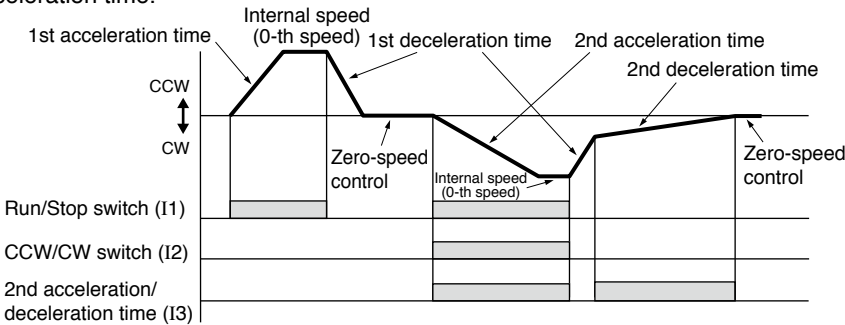 eleration time.
Internal speed
(0-th speed)
1st acceleration time
1st deceleration time
2nd acceleration time
2nd deceleration time
CCW
CW
Zero-speed
control
Internal speed
(0-th speed)
Zero-speed
control
Run/Stop switch (I1)
CCW/CW switch (I2)
2nd acceleration/
deceleration time (I3)